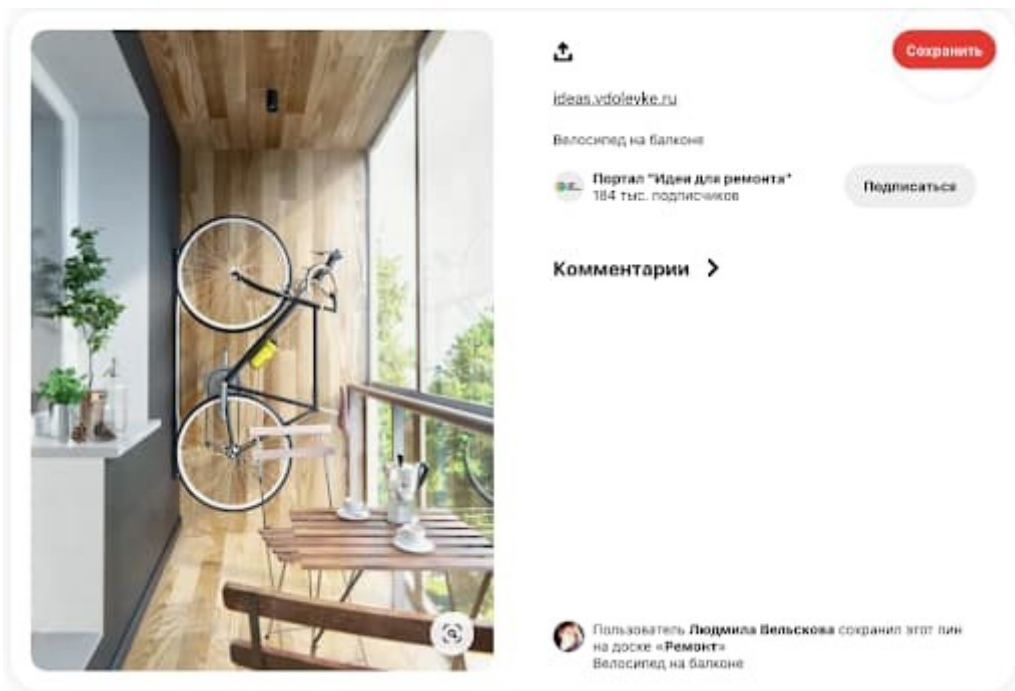 Сохранить
ideas.vdolevke.ru
Велосипед на балконе
Портал "Идеи для ремонта"
184 тыс. подписчиков
Подписаться
Комментарии
Пользователь Людмила Вельскова сохранил этот пин
на доске «Ремонт»
Велосипед на балконе